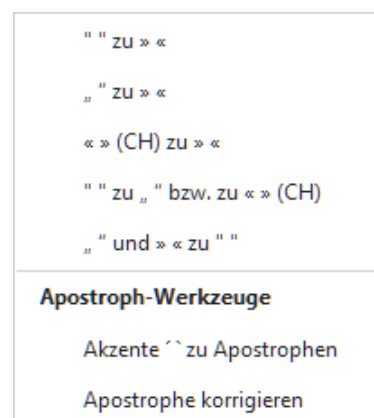 " " zu » «
„ “ zu » «
« » (CH) zu » «
" " zu „ “ bzw. zu « » (CH)
„ “ und » « zu " "
Apostroph-Werkzeuge
Akzente ´ ` zu Apostrophen
Apostrophe korrigieren